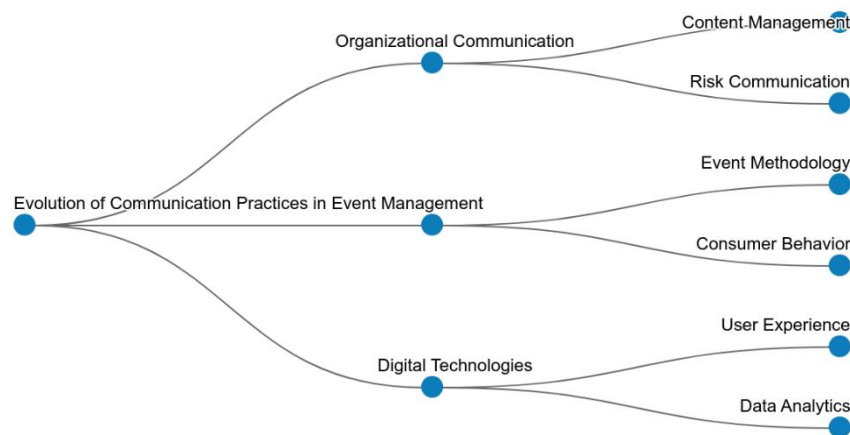 Content Management
Organizational Communication
Risk Communication
Event Methodology
Evolution of Communication Practices in Event Management
Consumer Behavior
User Experience
Digital Technologies
Data Analytics